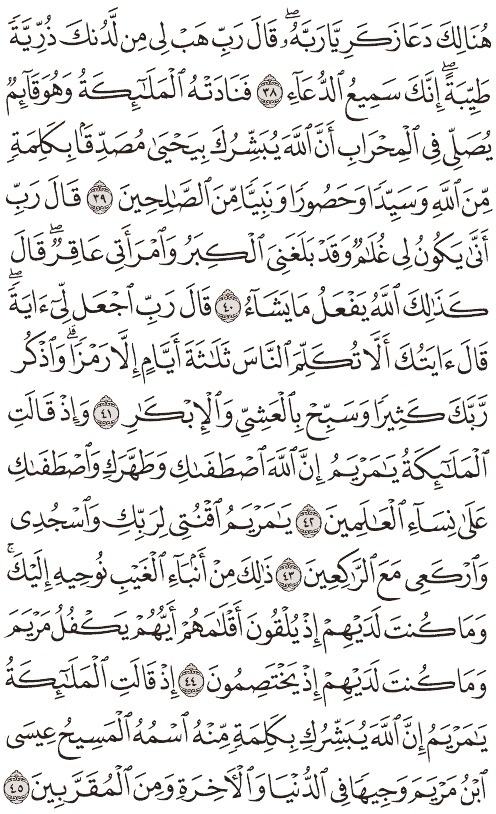 هُنَالِكَ دَعَا زَكَرِيَّا رَبَّهُۥۖ قَالَ رَبِّ هَبۡ لِي مِن لَّدُنكَ ذُرِّيَّةٗ
طَيِّبَةًۖ إِنَّكَ سَمِيعُ ٱلدُّعَآءِ ٣٨ فَنَادَتۡهُ ٱلۡمَلَٰٓئِكَةُ وَهُوَ قَآئِمٞ
يُصَلِّي فِي ٱلۡمِحۡرَابِ أَنَّ ٱللَّهَ يُبَشِّرُكَ بِيَحۡيَىٰ مُصَدِّقَۢا بِكَلِمَةٖ
مِّنَ ٱللَّهِ وَسَيِّدٗا وَحَصُورٗا وَنَبِيّٗا مِّنَ ٱلصَّٰلِحِينَ ٣٩ قَالَ رَبِّ
أَنَّىٰ يَكُونُ لِي غُلَٰمٞ وَقَدۡ بَلَغَنِيَ ٱلۡكِبَرُ وَٱمۡرَأَتِي عَاقِرٞۖ قَالَ
كَذَٰلِكَ ٱللَّهُ يَفۡعَلُ مَا يَشَآءُ ٤٠ قَالَ رَبِّ ٱجۡعَل لِّيٓ ءَايَةٗۖ
قَالَ ءَايَتُكَ أَلَّا تُكَلِّمَ ٱلنَّاسَ ثَلَٰثَةَ أَيَّامٍ إِلَّا رَمۡزٗاۗ وَٱذۡكُر
رَّبَّكَ كَثِيرٗا وَسَبِّحۡ بِٱلۡعَشِيِّ وَٱلۡإِبۡكَٰرِ ٤١ وَإِذۡ قَالَتِ
ٱلۡمَلَٰٓئِكَةُ يَٰمَرۡيَمُ إِنَّ ٱللَّهَ ٱصۡطَفَىٰكِ وَطَهَّرَكِ وَٱصۡطَفَىٰكِ
عَلَىٰ نِسَآءِ ٱلۡعَٰلَمِينَ ٤٢ يَٰمَرۡيَمُ ٱقۡنُتِي لِرَبِّكِ وَٱسۡجُدِي
وَٱرۡكَعِي مَعَ ٱلرَّٰكِعِينَ ٤٣ ذَٰلِكَ مِنۡ أَنۢبَآءِ ٱلۡغَيۡبِ نُوحِيهِ إِلَيۡكَۚ
وَمَا كُنتَ لَدَيۡهِمۡ إِذۡ يُلۡقُونَ أَقۡلَٰمَهُمۡ أَيُّهُمۡ يَكۡفُلُ مَرۡيَمَ
وَمَا كُنتَ لَدَيۡهِمۡ إِذۡ يَخۡتَصِمُونَ ٤٤ إِذۡ قَالَتِ ٱلۡمَلَٰٓئِكَةُ
يَٰمَرۡيَمُ إِنَّ ٱللَّهَ يُبَشِّرُكِ بِكَلِمَةٖ مِّنۡهُ ٱسۡمُهُ ٱلۡمَسِيحُ عِيسَى
ٱبۡنُ مَرۡيَمَ وَجِيهٗا فِي ٱلدُّنۡيَا وَٱلۡأٓخِرَةِ وَمِنَ ٱلۡمُقَرَّبِينَ ٤٥